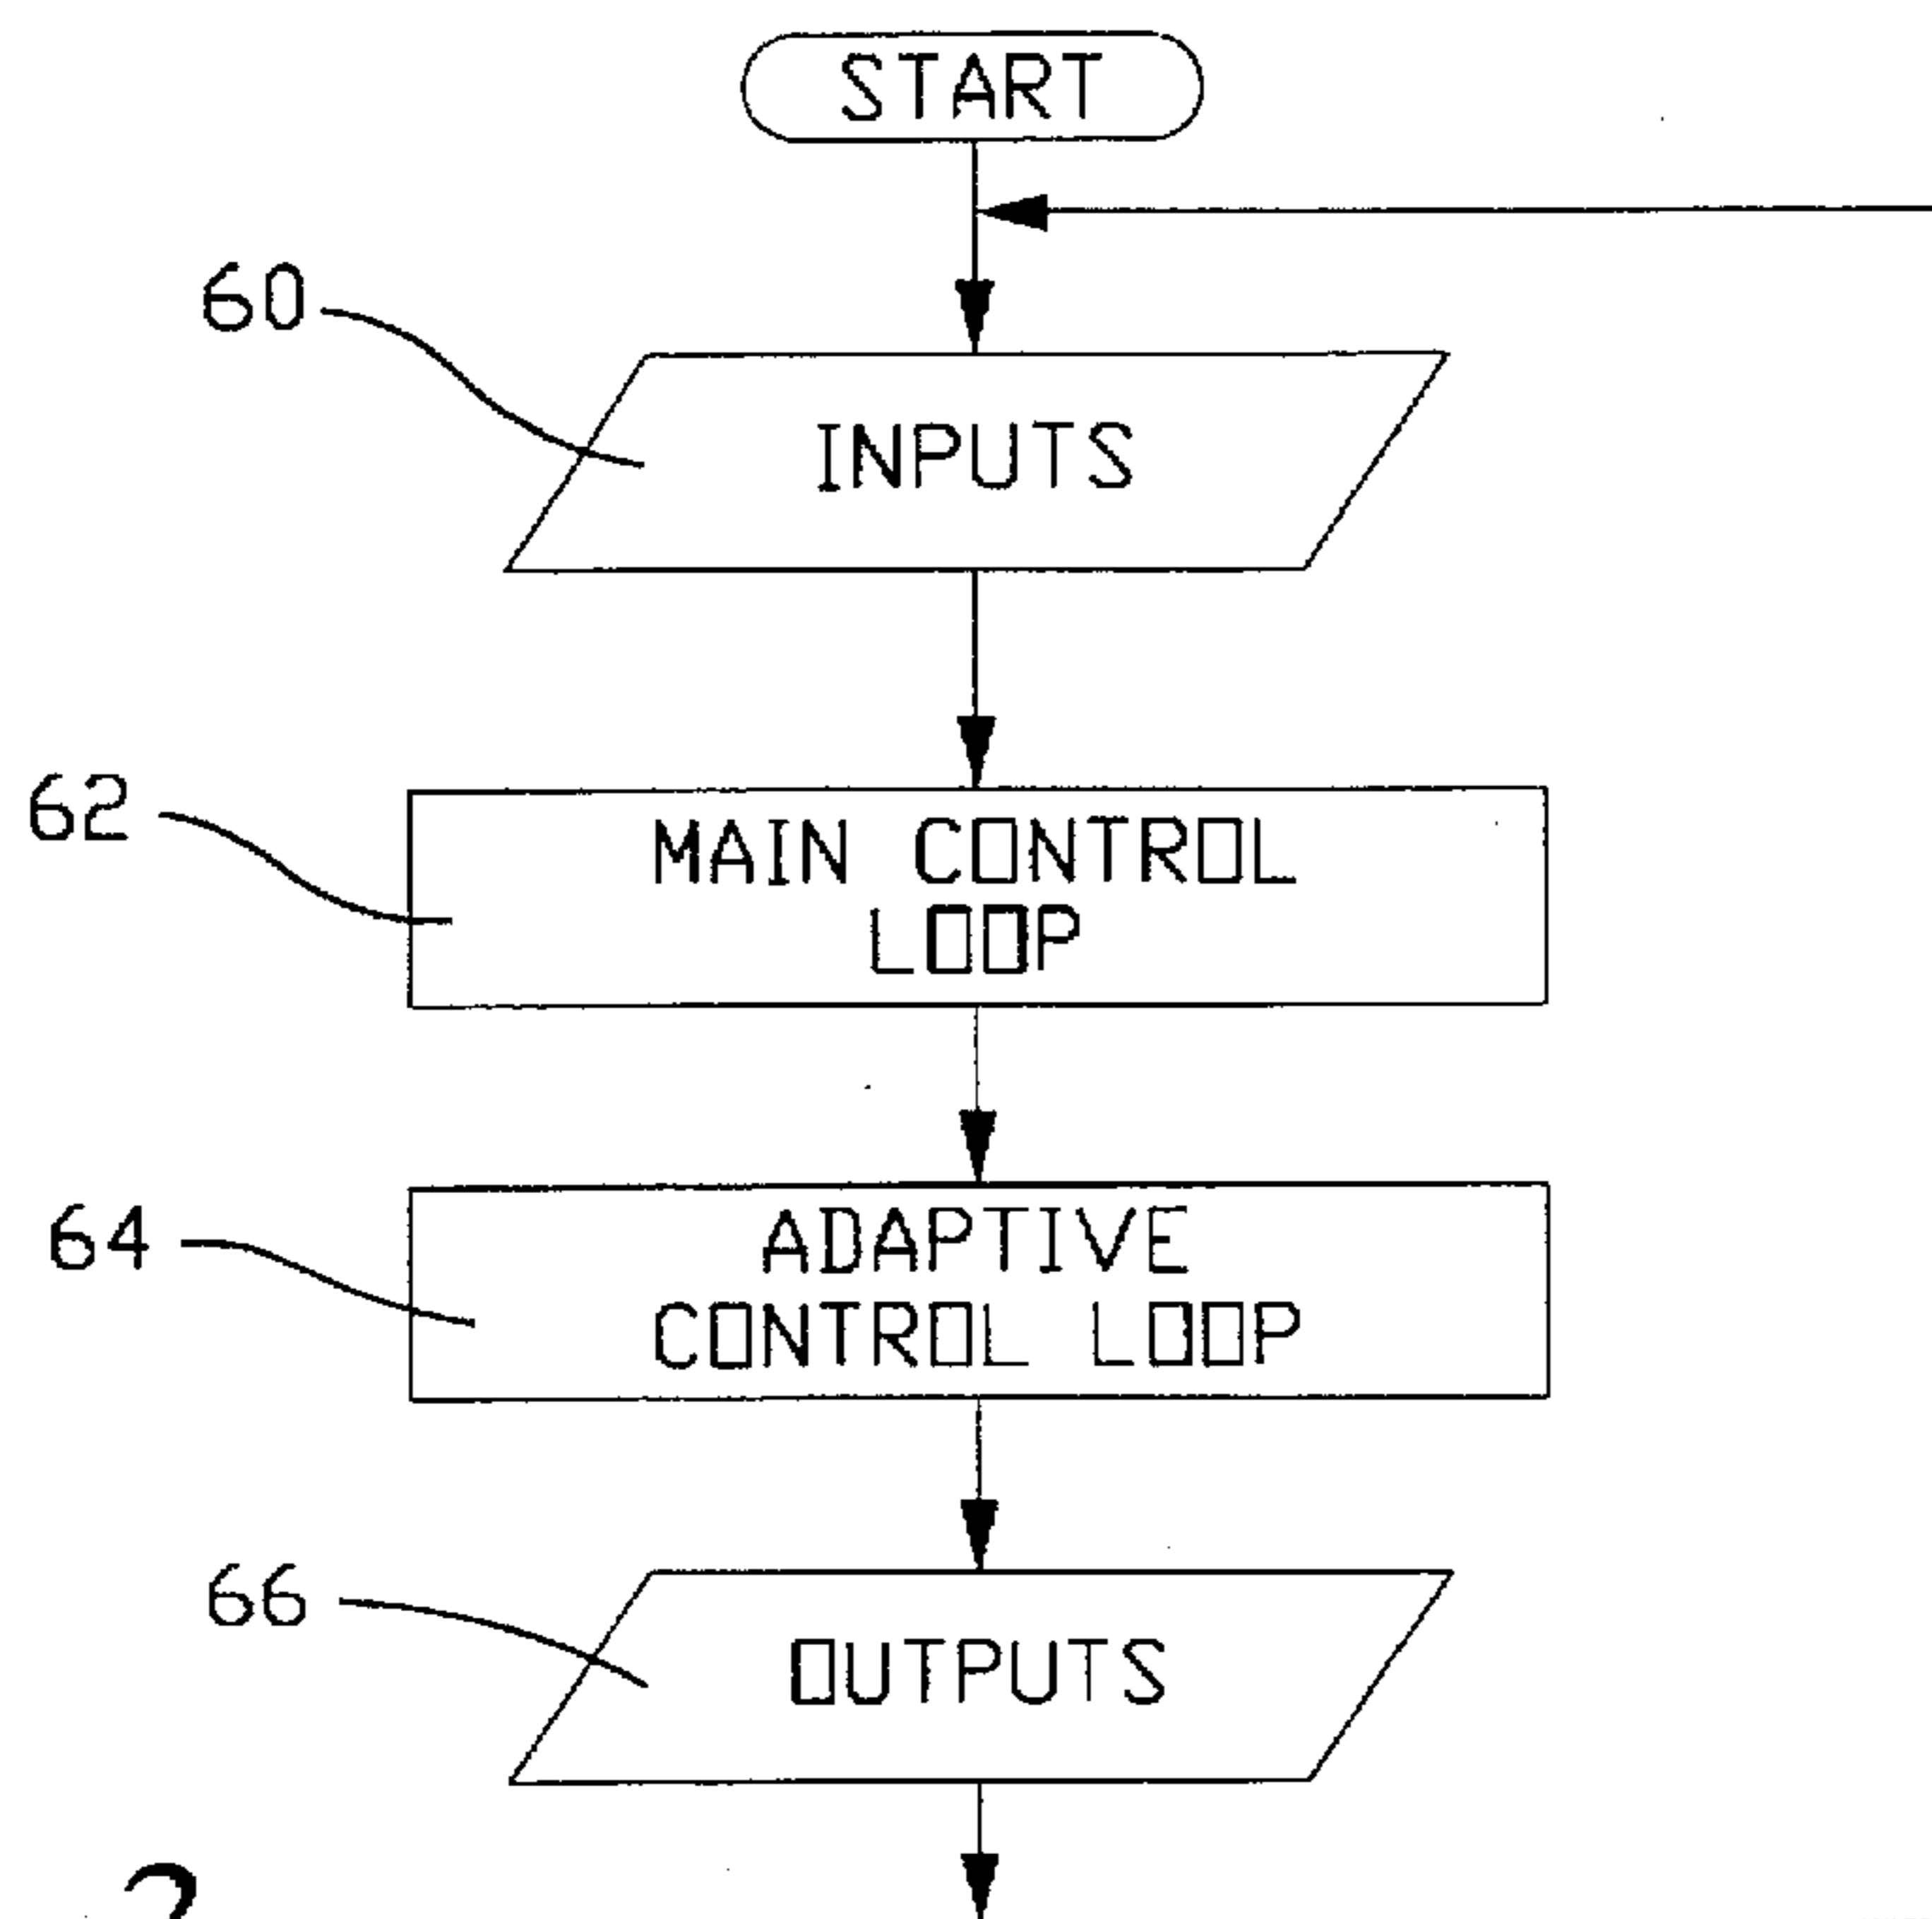 START
60
INPUTS
62
MAIN CONTROL
LOOP
64
ADAPTIVE
CONTROL LOOP
66
OUTPUTS